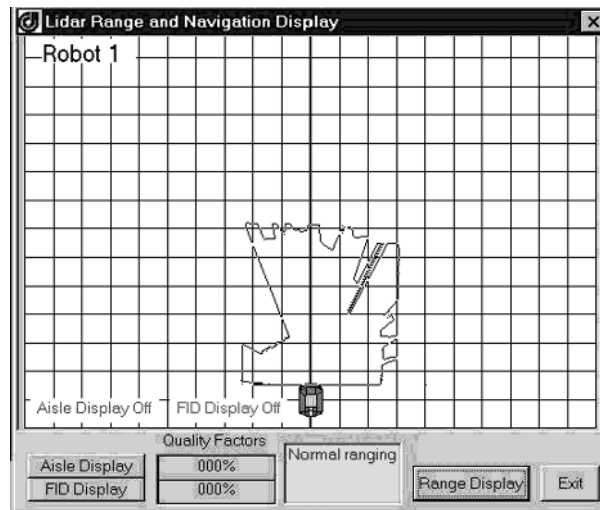 Lidar Range and Navigation Display
Robot 1
Aisle Display Off FID Display Off
Quality Factors
Aisle Display 000% Normal ranging
FID Display 000% Range Display Exit